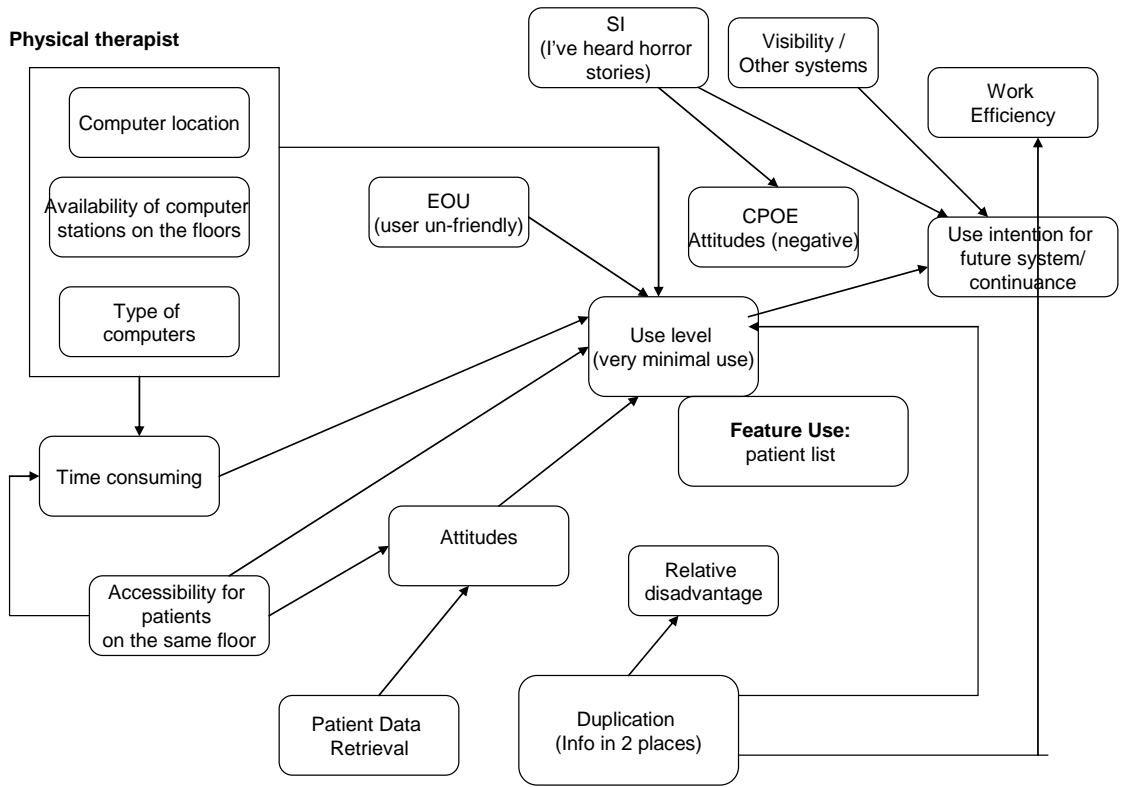 Physical therapist
SI
(I've heard horror
stories)
Visibility /
Other systems
Work
Efficiency
Computer location
Availability of computer
stations on the floors
Type of
computers
EOU
(user un-friendly)
CPOE
Attitudes (negative)
Use intention for
future system/
continuance
Use level
(very minimal use)
Feature Use:
patient list
Time consuming
Attitudes
Relative
disadvantage
Accessibility for
patients
on the same floor
Patient Data
Retrieval
Duplication
(Info in 2 places)